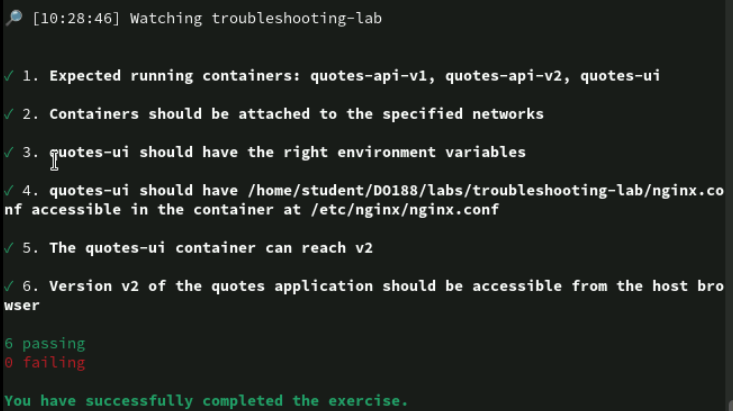 🔎 [10:28:46] Watching troubleshooting-lab
✓ 1. Expected running containers: quotes-api-v1, quotes-api-v2, quotes-ui
✓ 2. Containers should be attached to the specified networks
✓ 3. quotes-ui should have the right environment variables
✓ 4. quotes-ui should have /home/student/DO188/labs/troubleshooting-lab/nginx.co
nf accessible in the container at /etc/nginx/nginx.conf
✓ 5. The quotes-ui container can reach v2
✓ 6. Version v2 of the quotes application should be accessible from the host bro
wser
6 passing
0 failing
You have successfully completed the exercise.